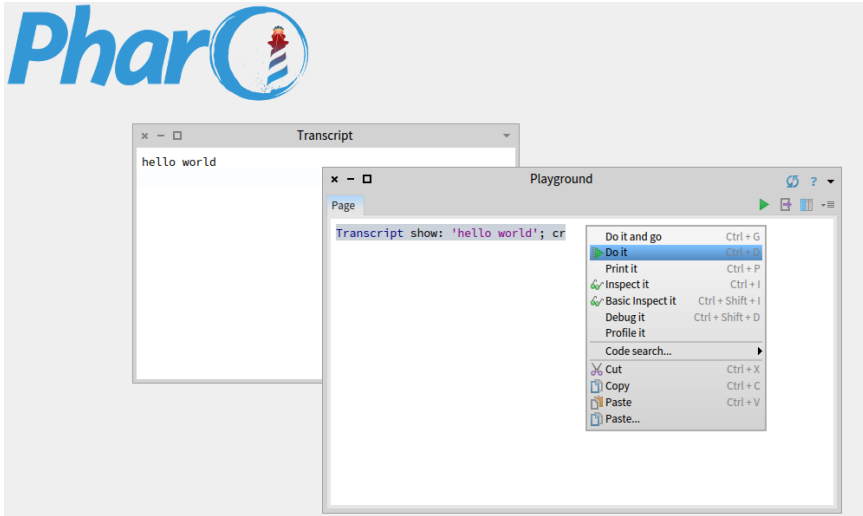 Pharo
Transcript
hello world
Playground
?
Page
Transcript show: 'hello world'; cr
Do it and go Ctrl + G
Do it Ctrl + D
Print it Ctrl + P
Inspect it Ctrl + I
Basic Inspect it Ctrl + Shift + I
Debug it Ctrl + Shift + D
Profile it
Code search...
Cut Ctrl + X
Copy Ctrl + C
Paste Ctrl + V
Paste...